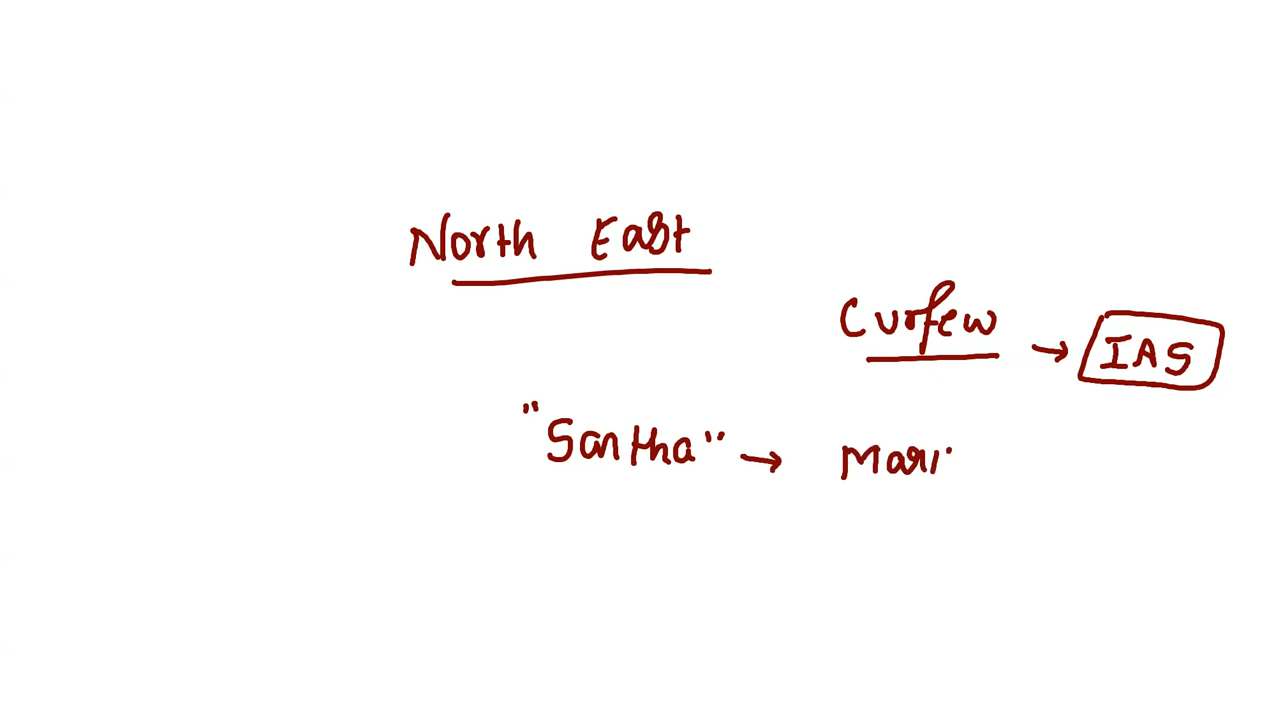 North East
Curfew → IAS
"Santha" → Mari